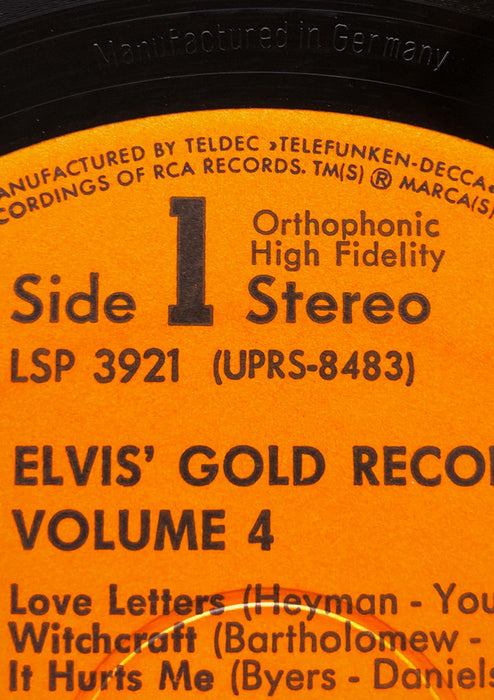 Manufactured in Germany
ANUFACTURED BY TELDEC »TELEFUNKEN-DECCA«
CORDINGS OF RCA RECORDS. TM(S) ® MARCA(S)
Side 1
Orthophonic
High Fidelity
Stereo
LSP 3921 (UPRS-8483)
ELVIS' GOLD RECO
VOLUME 4
Love Letters (Heyman - You
Witchcraft (Bartholomew -
It Hurts Me (Byers - Daniels